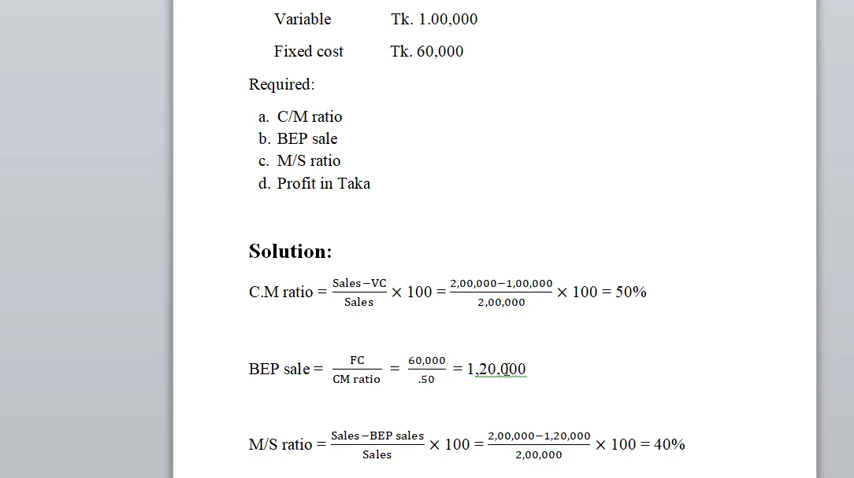 Variable Tk. 1.00,000
Fixed cost Tk. 60,000
Required:
a. C/M ratio
b. BEP sale
c. M/S ratio
d. Profit in Taka
Solution:
C.M ratio = Sales−VC/Sales × 100 = 2,00,000−1,00,000/2,00,000 × 100 = 50%
BEP sale = FC/CM ratio = 60,000/.50 = 1,20,000
M/S ratio = Sales−BEP sales/Sales × 100 = 2,00,000−1,20,000/2,00,000 × 100 = 40%